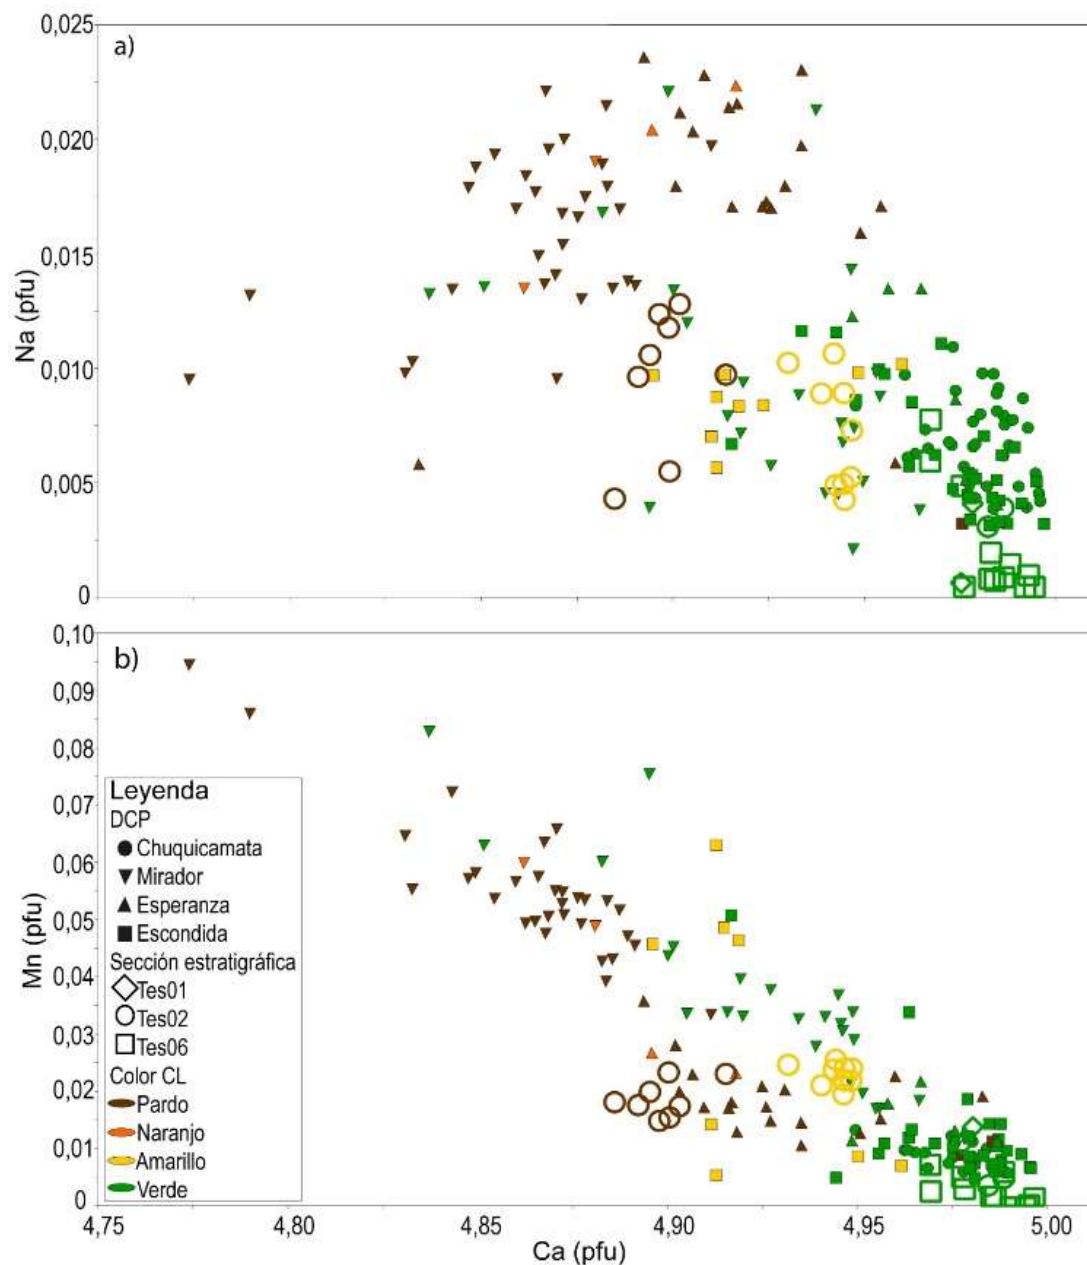 0,025
a)
0,020
0,015
0,010
0,005
0
Na (pfu)
0,10
b)
0,09
0,08
0,07
0,06
0,05
0,04
0,03
0,02
0,01
0
Mn (pfu)
Leyenda
DCP
Chuquicamata
Mirador
Esperanza
Escondida
Sección estratigráfica
Tes01
Tes02
Tes06
Color CL
Pardo
Naranjo
Amarillo
Verde
4,75 4,80 4,85 4,90 4,95 5,00
Ca (pfu)